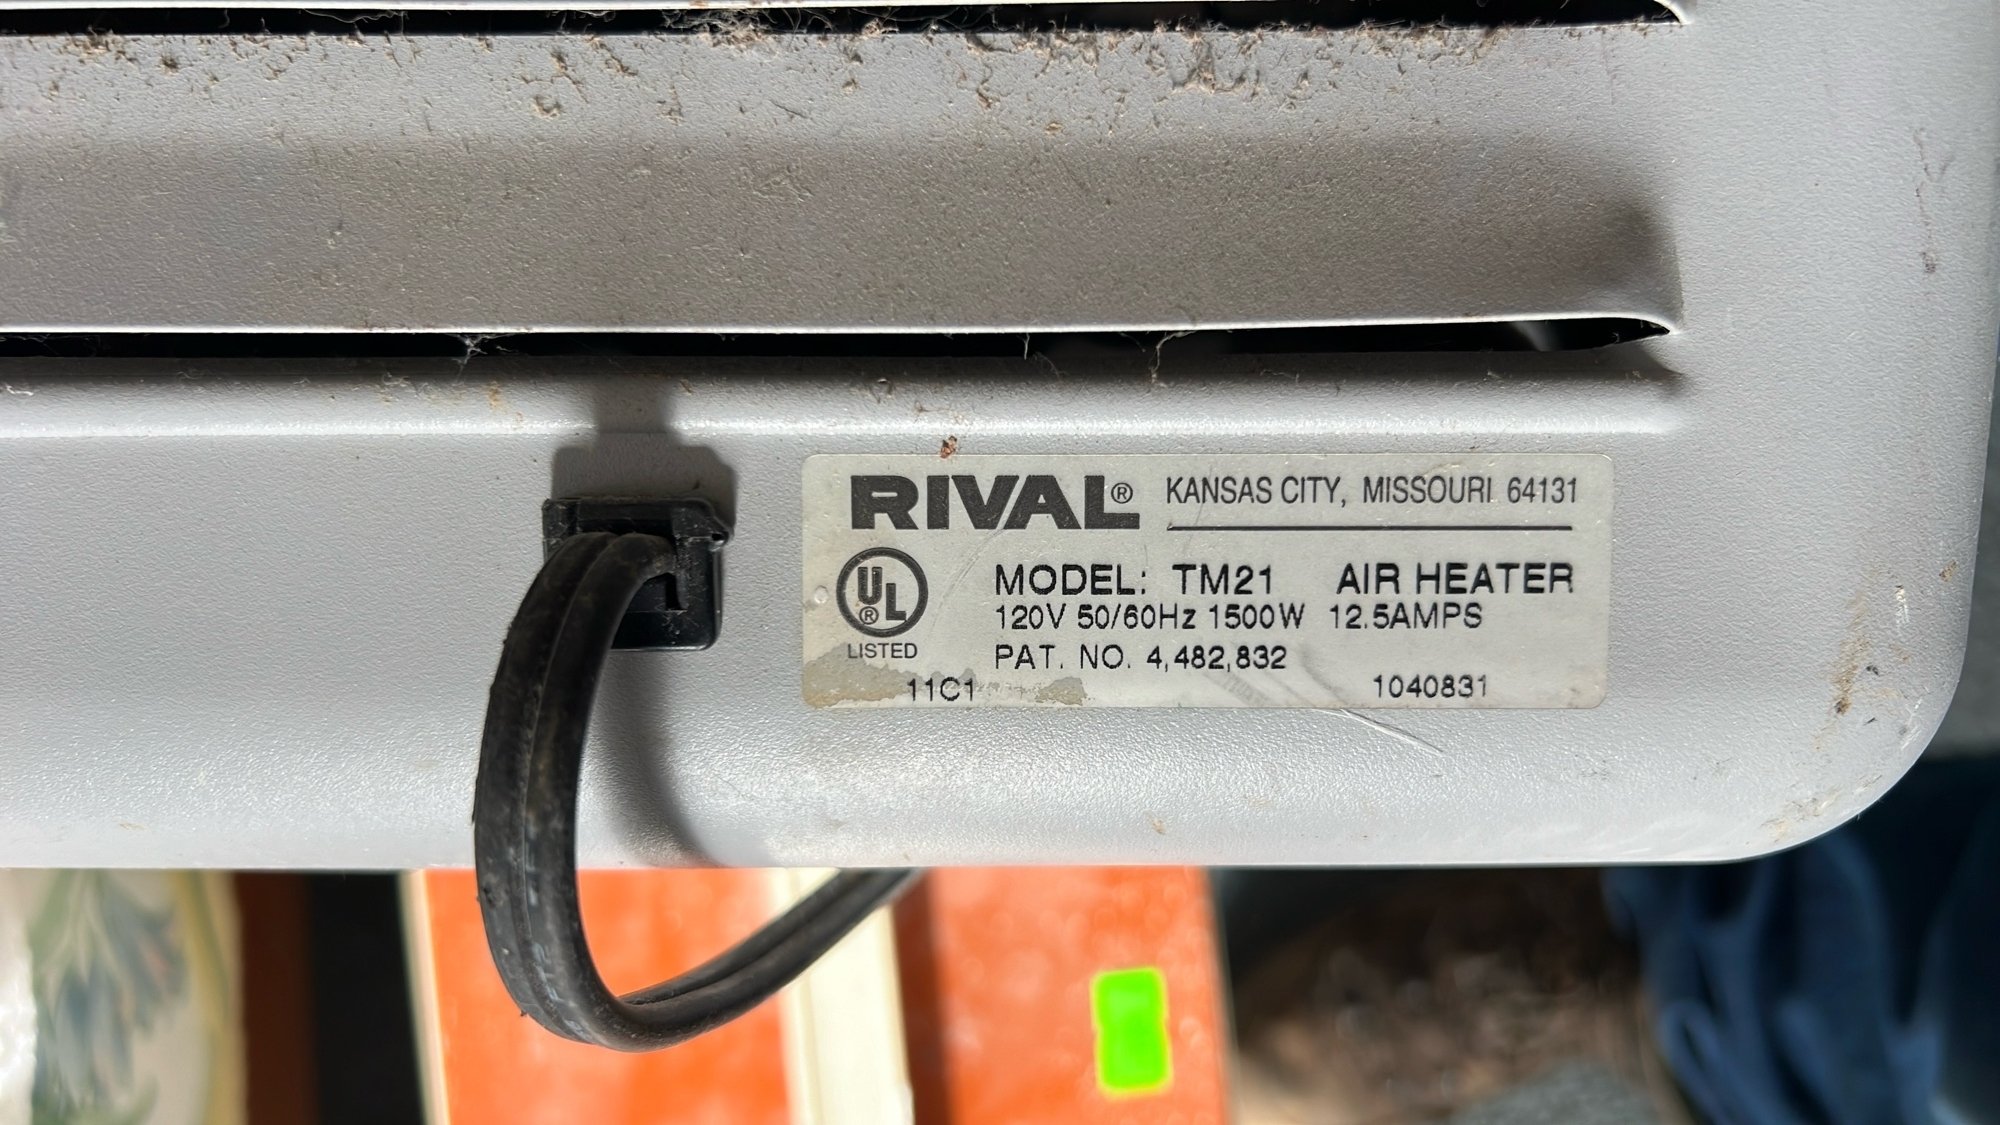 RIVAL® KANSAS CITY, MISSOURI 64131
UL® LISTED
MODEL: TM21 AIR HEATER
120V 50/60Hz 1500W 12.5AMPS
PAT. NO. 4,482,832
11C1 1040831